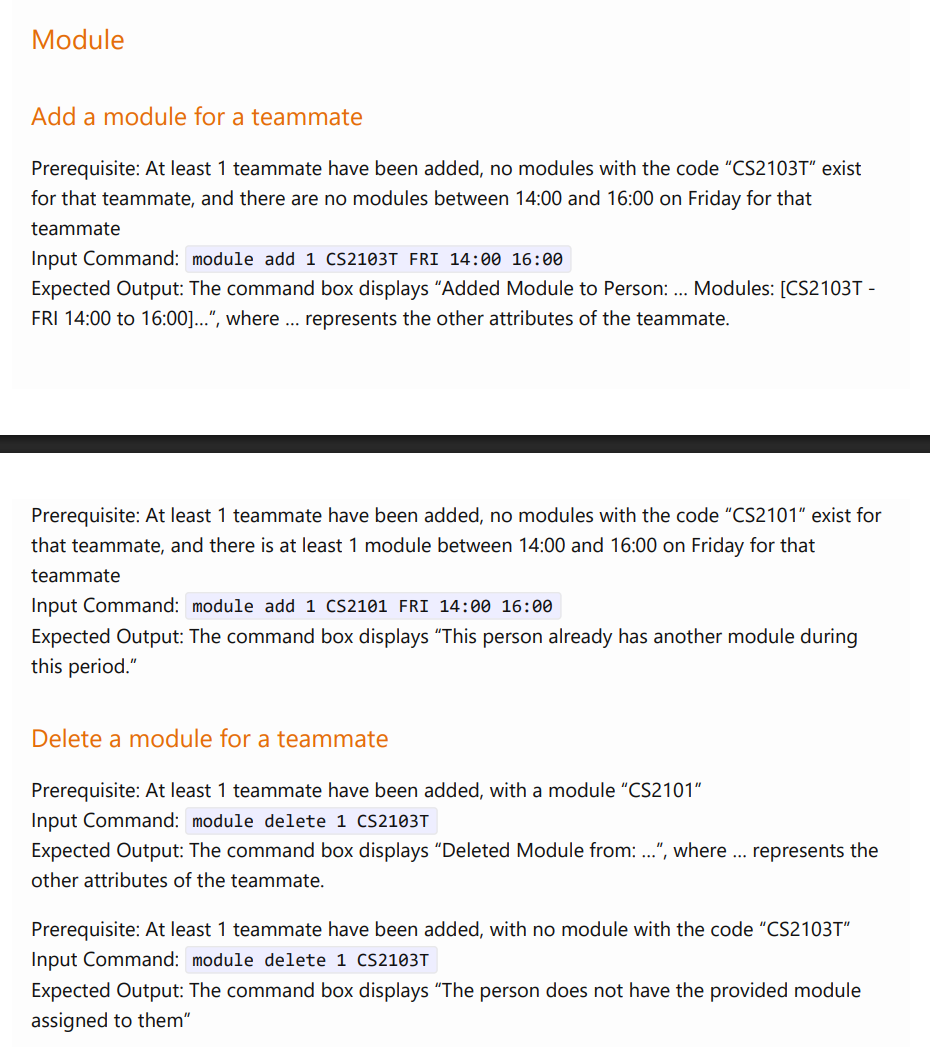 Module
Add a module for a teammate
Prerequisite: At least 1 teammate have been added, no modules with the code “CS2103T” exist
for that teammate, and there are no modules between 14:00 and 16:00 on Friday for that
teammate
Input Command: module add 1 CS2103T FRI 14:00 16:00
Expected Output: The command box displays “Added Module to Person: … Modules: [CS2103T -
FRI 14:00 to 16:00]…”, where … represents the other attributes of the teammate.
Prerequisite: At least 1 teammate have been added, no modules with the code “CS2101” exist for
that teammate, and there is at least 1 module between 14:00 and 16:00 on Friday for that
teammate
Input Command: module add 1 CS2101 FRI 14:00 16:00
Expected Output: The command box displays “This person already has another module during
this period.”
Delete a module for a teammate
Prerequisite: At least 1 teammate have been added, with a module “CS2101”
Input Command: module delete 1 CS2103T
Expected Output: The command box displays “Deleted Module from: …”, where … represents the
other attributes of the teammate.
Prerequisite: At least 1 teammate have been added, with no module with the code “CS2103T”
Input Command: module delete 1 CS2103T
Expected Output: The command box displays “The person does not have the provided module
assigned to them”